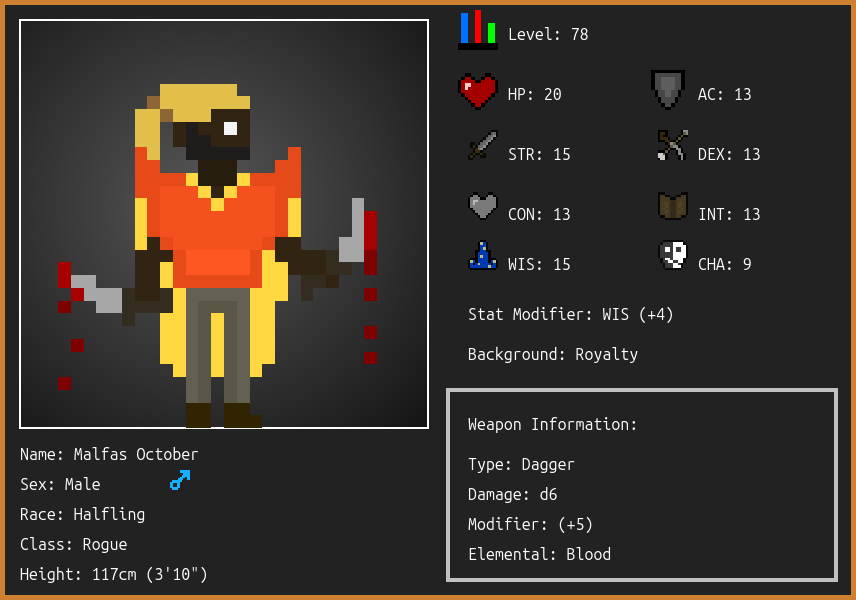 Level: 78
HP: 20
AC: 13
STR: 15
DEX: 13
CON: 13
INT: 13
WIS: 15
CHA: 9
Stat Modifier: WIS (+4)
Background: Royalty
Weapon Information:
Type: Dagger
Damage: d6
Modifier: (+5)
Elemental: Blood
Name: Malfas October
Sex: Male
Race: Halfling
Class: Rogue
Height: 117cm (3'10")